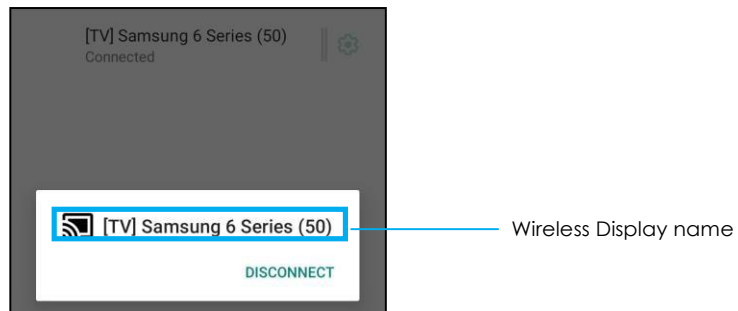 [TV] Samsung 6 Series (50)
Connected
[TV] Samsung 6 Series (50)
Wireless Display name
DISCONNECT